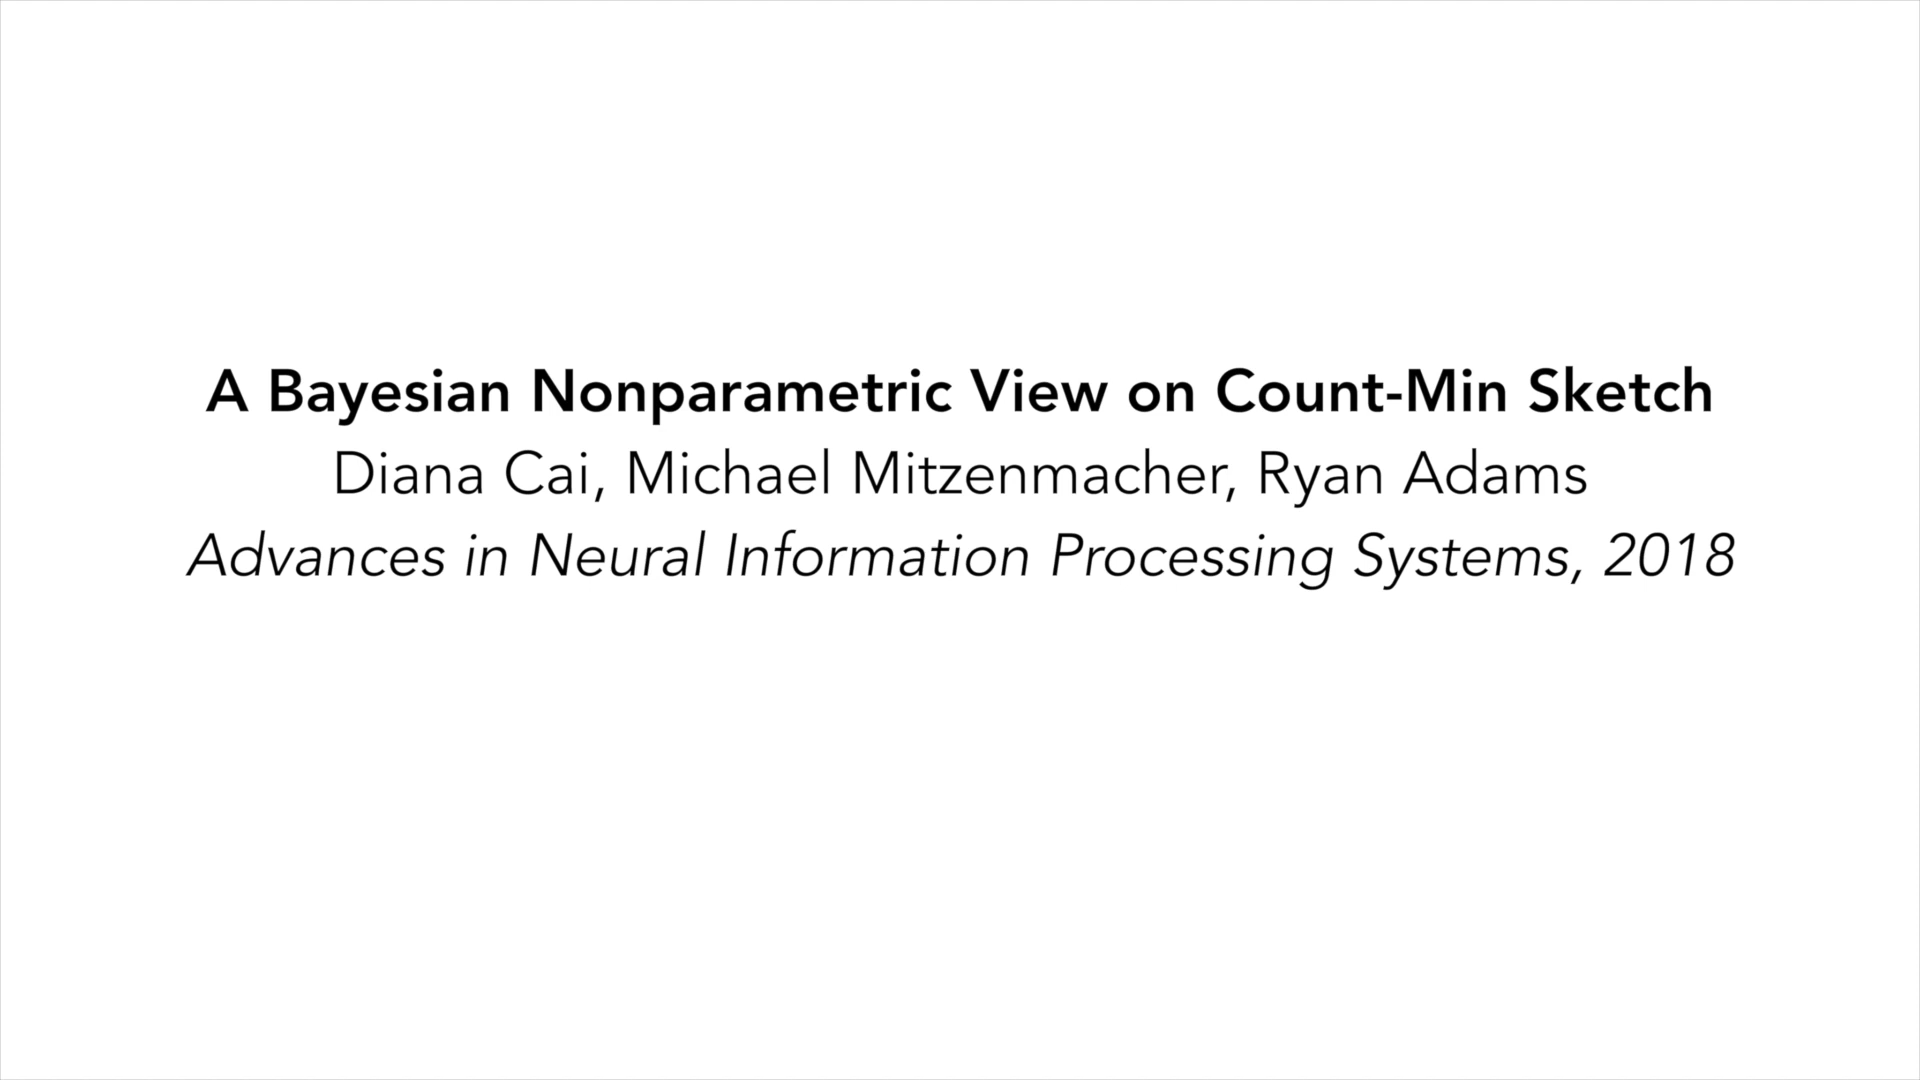 A Bayesian Nonparametric View on Count-Min Sketch
Diana Cai, Michael Mitzenmacher, Ryan Adams
Advances in Neural Information Processing Systems, 2018